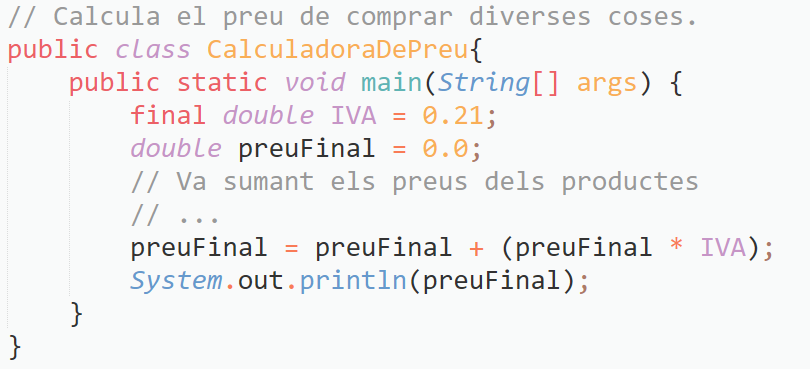 // Calcula el preu de comprar diverses coses.
public class CalculadoraDePreu{
    public static void main(String[] args) {
        final double IVA = 0.21;
        double preuFinal = 0.0;
        // Va sumant els preus dels productes
        // ...
        preuFinal = preuFinal + (preuFinal * IVA);
        System.out.println(preuFinal);
    }
}